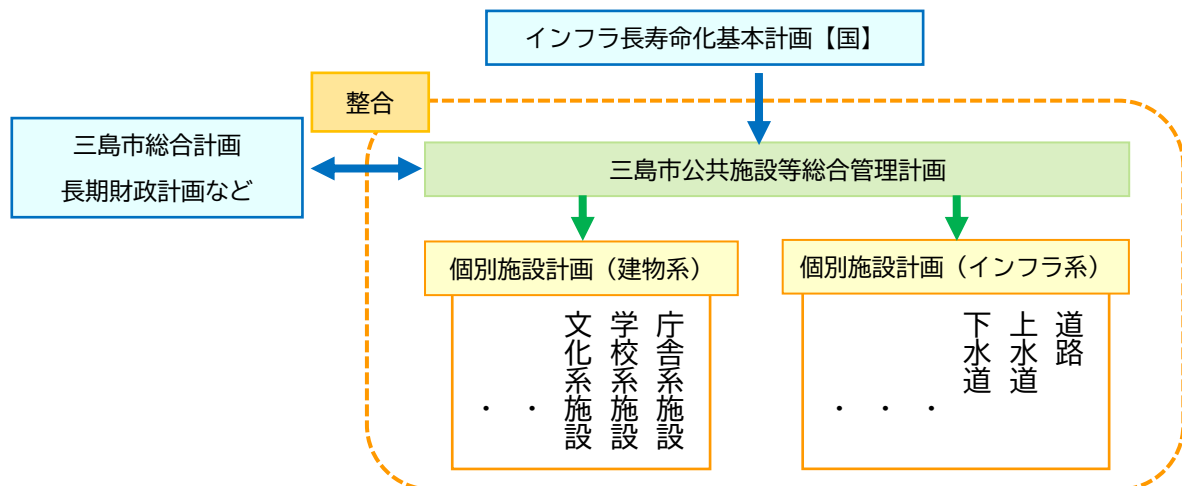 インフラ長寿命化基本計画【国】
整合
三島市総合計画
長期財政計画など
三島市公共施設等総合管理計画
個別施設計画（建物系）
庁舎系施設
学校系施設
文化系施設
・
・
個別施設計画（インフラ系）
道路
上水道
下水道
・
・
・